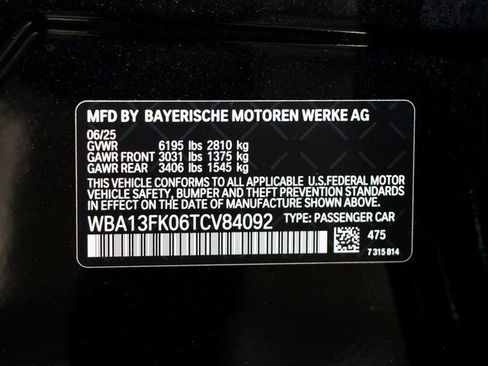 MFD BY BAYERISCHE MOTOREN WERKE AG
06/25
GVWR 6195 lbs 2810 kg
GAWR FRONT 3031 lbs 1375 kg
GAWR REAR 3406 lbs 1545 kg
THIS VEHICLE CONFORMS TO ALL APPLICABLE U.S.FEDERAL MOTOR
VEHICLE SAFETY, BUMPER AND THEFT PREVENTION STANDARDS
IN EFFECT ON THE DATE OF MANUFACTURE SHOWN ABOVE.
WBA13FK06TCV84092 TYPE: PASSENGER CAR
475
7 315 814